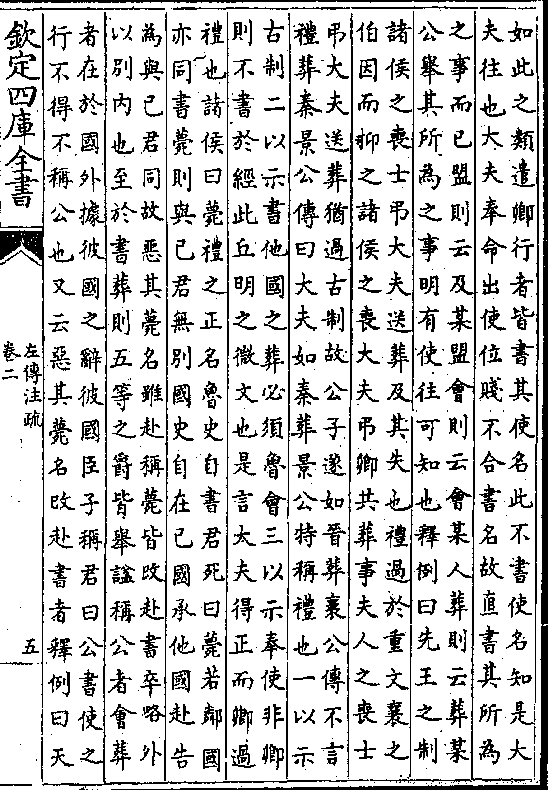 如此之類遣卿行者皆書其使名此不書使名知是大
夫往也大夫奉命出使位賤不合書名故直書其所為
之事而已盟則云及某盟會則云會某人葬則云葬某
公舉其所為之事明有使往可知也釋例曰先王之制
諸侯之喪士弔大夫送葬及其失也禮過於重文襄之
伯因而抑之諸侯之喪大夫弔卿共葬事夫人之喪士
弔大夫送葬猶過古制故公子遂如晉葬襄公傳不言
禮葬秦景公傳曰大夫如秦葬景公特稱禮也一以示
古制二以示書他國之葬必須魯會三以示奉使非卿
則不書於經此丘明之微文也是言大夫得正而卿過
禮也諸侯曰薨禮之正名魯史自書君死曰薨若鄰國
亦同書薨則與已君無別國史自在已國承他國赴告
為與已君同故惡其薨名雖赴稱薨皆改赴書卒略外
以別内也至於書葬則五等之爵皆舉諡稱公者會葬
者在於國外據彼國之辭彼國臣子稱君曰公書使之
行不得不稱公也又云惡其薨名改赴書者釋例曰天
欽定四庫全書
左傳注疏
卷二
五